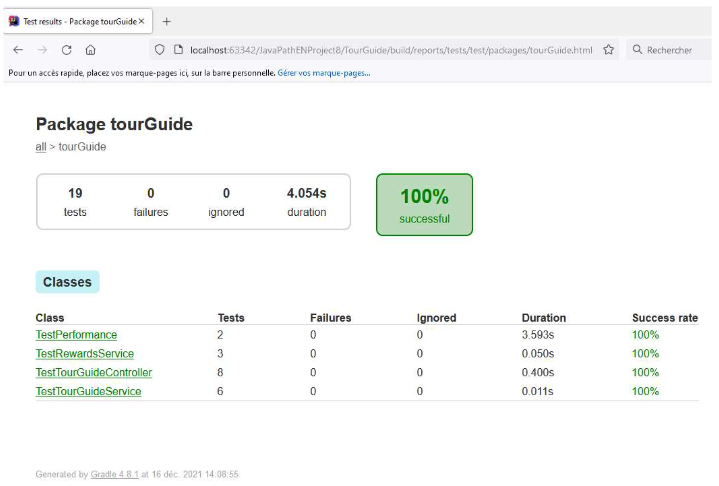 Test results - Package tourGuide × +
localhost:63342/JavaPathENProject8/TourGuide/build/reports/tests/test/packages/tourGuide.html Rechercher
Pour un accès rapide, placez vos marque-pages ici, sur la barre personnelle. Gérer vos marque-pages...
Package tourGuide
all > tourGuide
19 0 0 4.054s 100%
tests failures ignored duration successful
Classes
Class Tests Failures Ignored Duration Success rate
TestPerformance 2 0 0 3.593s 100%
TestRewardsService 3 0 0 0.050s 100%
TestTourGuideController 8 0 0 0.400s 100%
TestTourGuideService 6 0 0 0.011s 100%
Generated by Gradle 4.8.1 at 16 déc. 2021 14:08:55